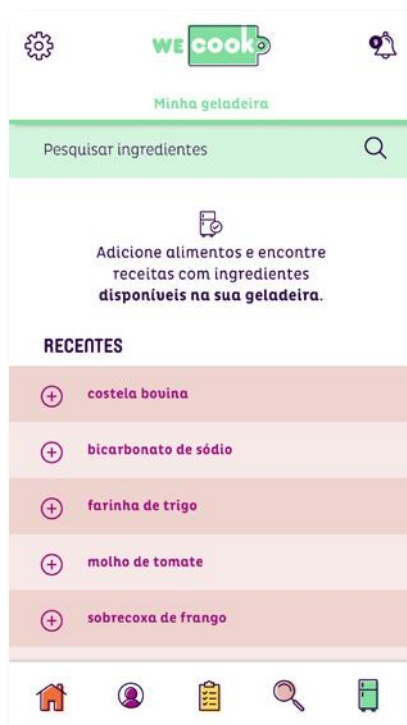 WE cook
9
Minha geladeira
Pesquisar ingredientes
Adicione alimentos e encontre
receitas com ingredientes
disponíveis na sua geladeira.
RECENTES
costela bovina
bicarbonato de sódio
farinha de trigo
molho de tomate
sobrecoxa de frango